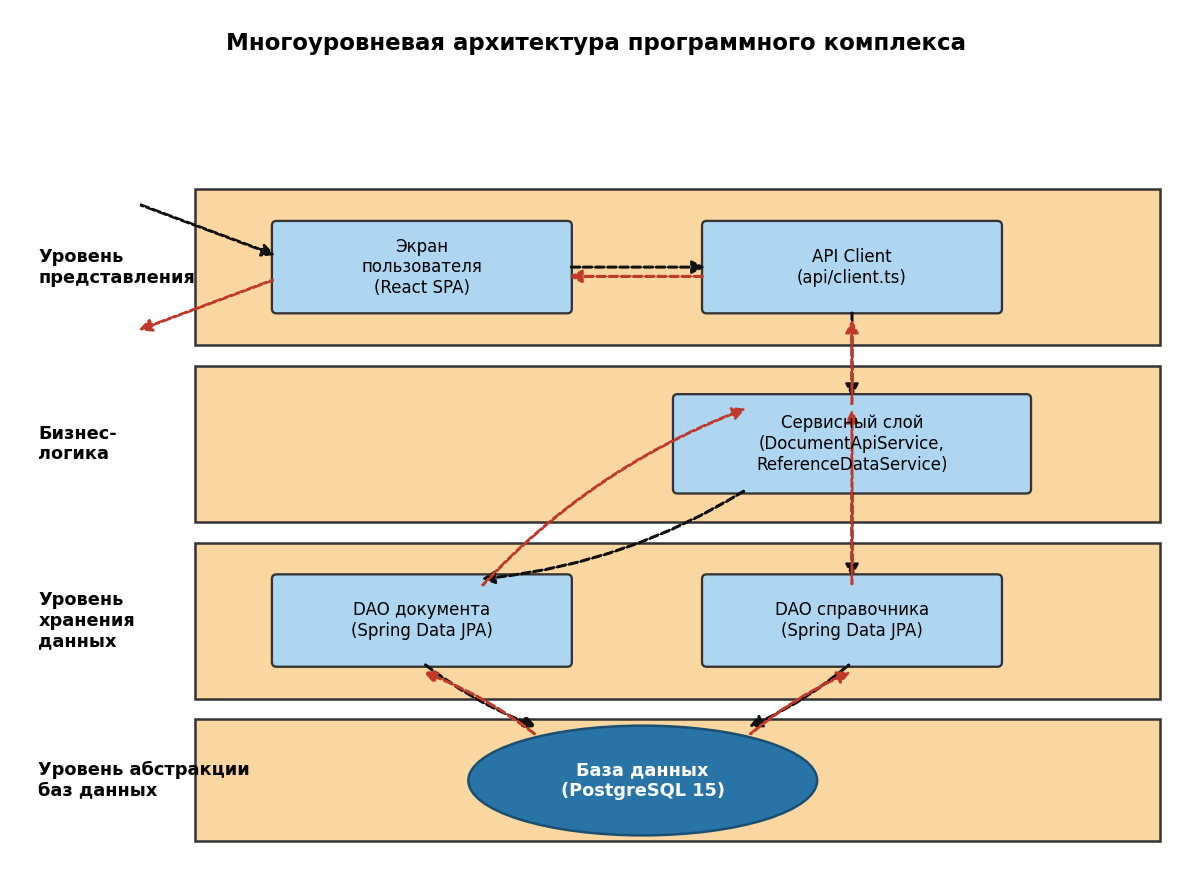 Многоуровневая архитектура программного комплекса
Уровень
представления
Экран
пользователя
(React SPA)
API Client
(api/client.ts)
Бизнес-
логика
Сервисный слой
(DocumentApiService,
ReferenceDataService)
Уровень
хранения
данных
DAO документа
(Spring Data JPA)
DAO справочника
(Spring Data JPA)
Уровень абстракции
баз данных
База данных
(PostgreSQL 15)